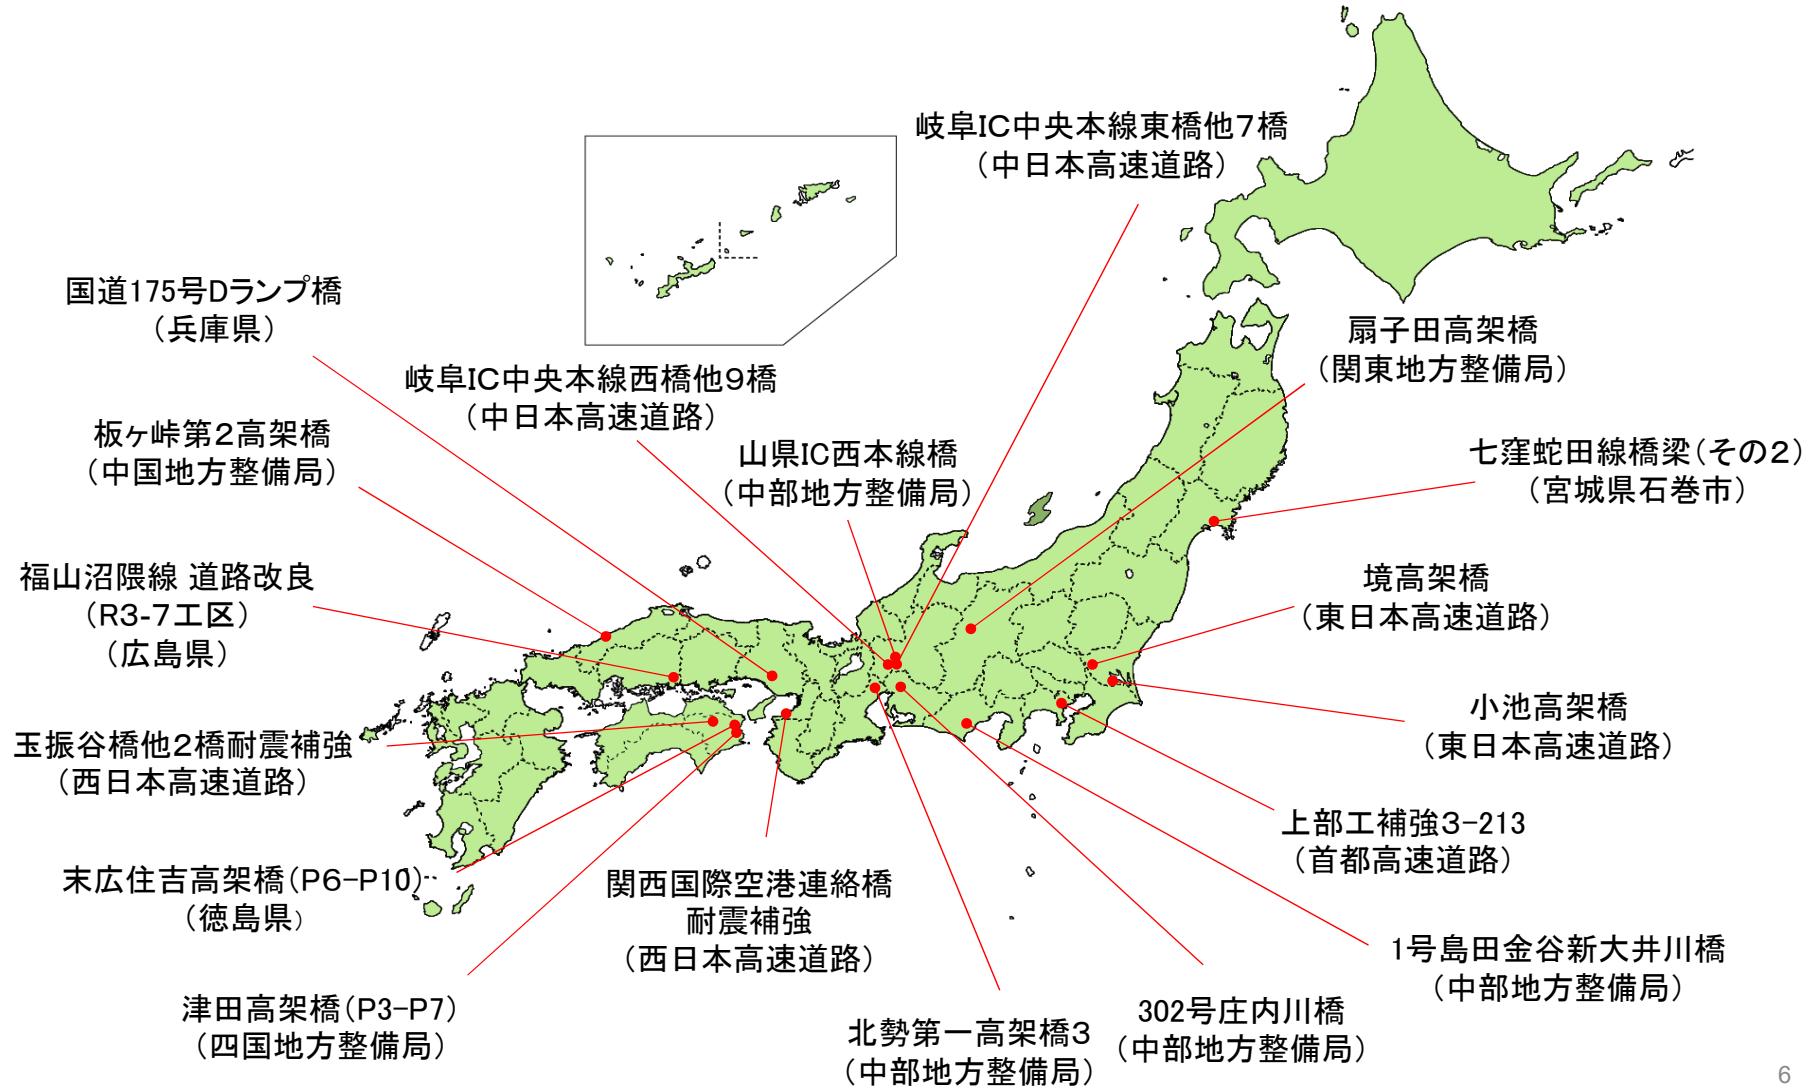 岐阜IC中央本線東橋他7橋
（中日本高速道路）
国道175号Dランプ橋
（兵庫県）
扇子田高架橋
（関東地方整備局）
岐阜IC中央本線西橋他9橋
（中日本高速道路）
板ヶ峠第2高架橋
（中国地方整備局）
山県IC西本線橋
（中部地方整備局）
七窪蛇田線橋梁（その2）
（宮城県石巻市）
福山沼隈線 道路改良
（R3-7工区）
（広島県）
境高架橋
（東日本高速道路）
玉振谷橋他2橋耐震補強
（西日本高速道路）
小池高架橋
（東日本高速道路）
上部工補強3-213
（首都高速道路）
末広住吉高架橋（P6-P10）
（徳島県）
関西国際空港連絡橋
耐震補強
（西日本高速道路）
1号島田金谷新大井川橋
（中部地方整備局）
津田高架橋（P3-P7）
（四国地方整備局）
北勢第一高架橋3
（中部地方整備局）
302号庄内川橋
（中部地方整備局）
6